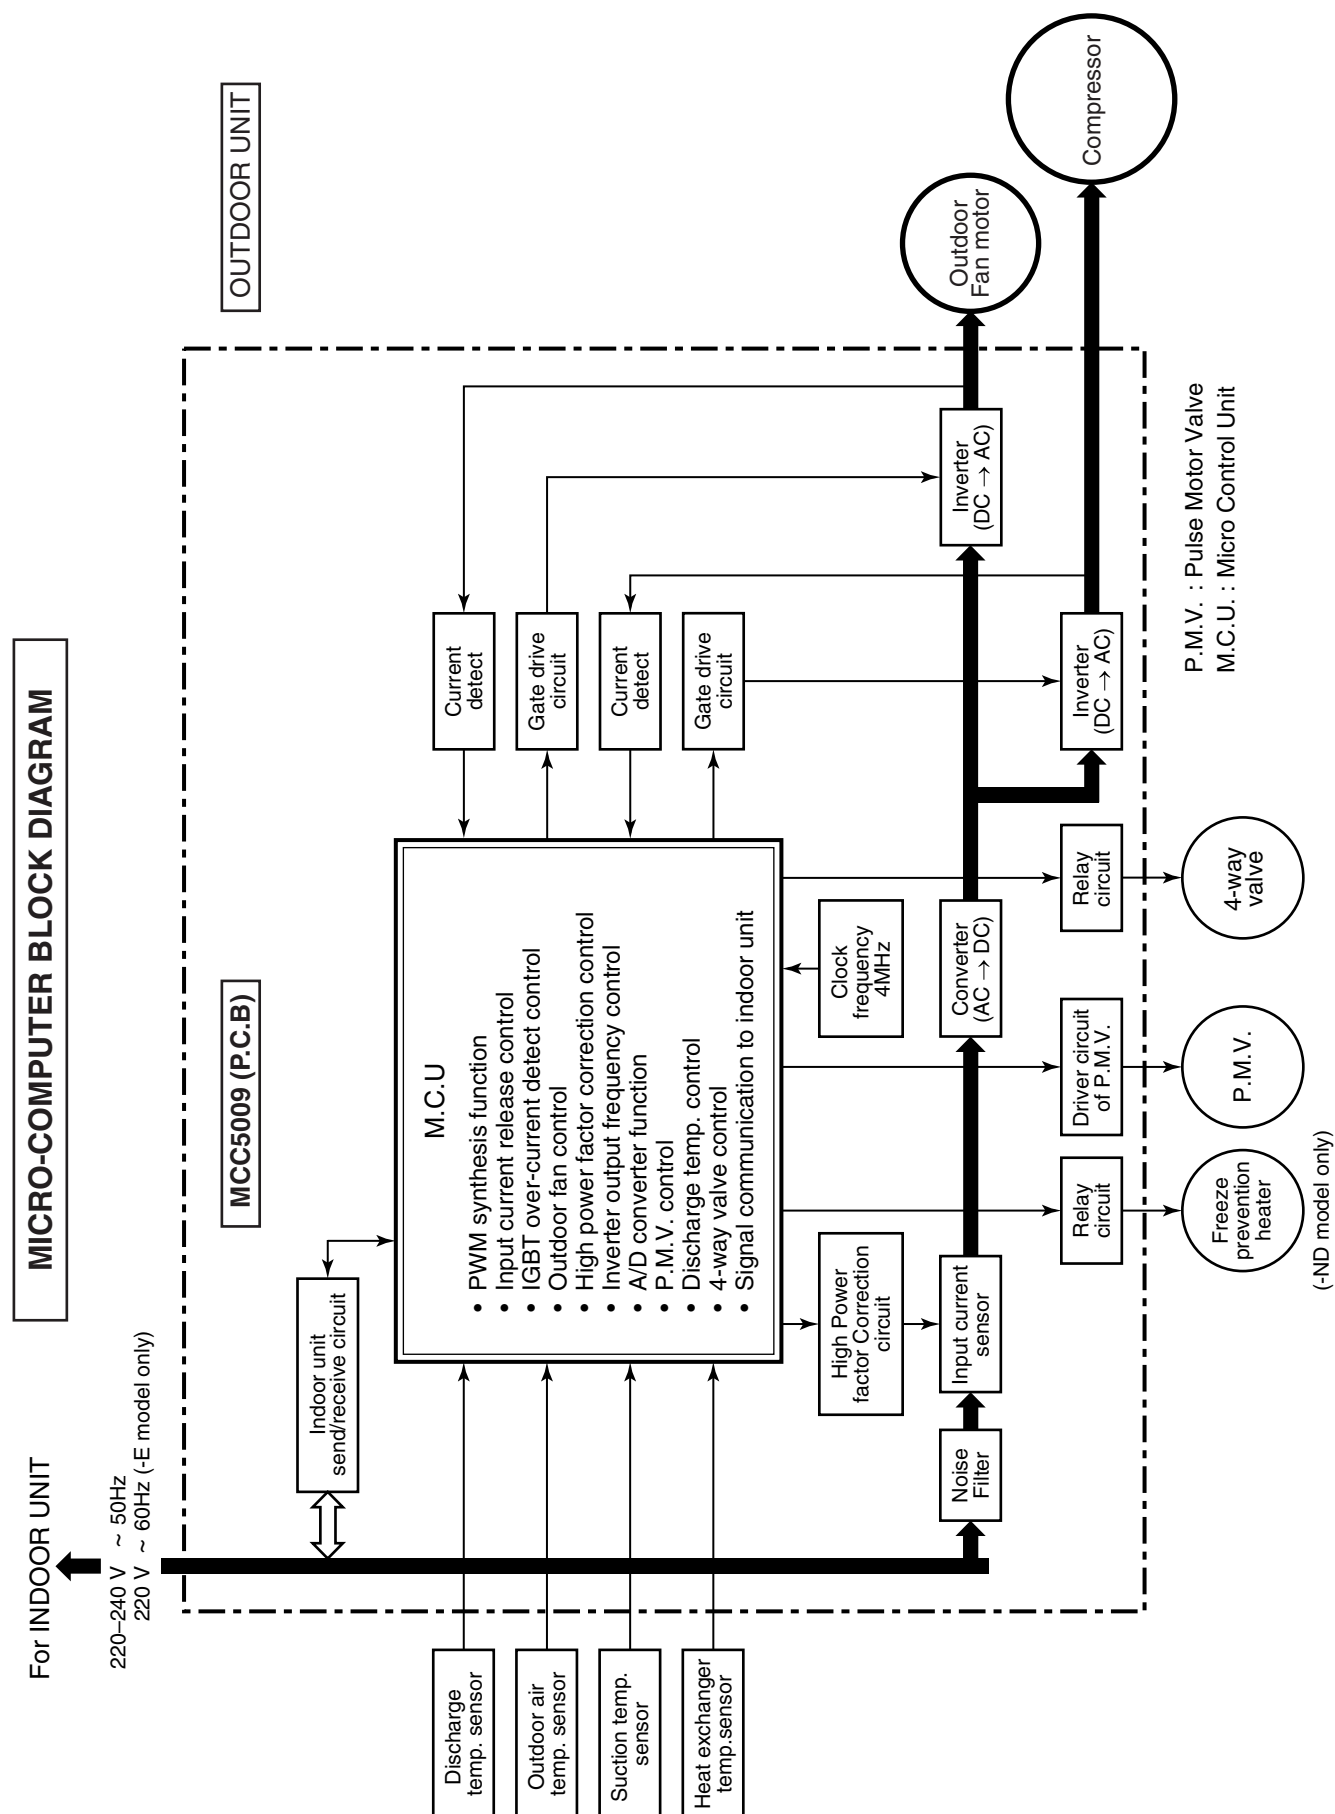 MICRO-COMPUTER BLOCK DIAGRAM
For INDOOR UNIT
220–240 V ~ 50Hz
220 V ~ 60Hz (-E model only)
MCC5009 (P.C.B)
OUTDOOR UNIT
Indoor unit
send/receive circuit
Discharge
temp. sensor
Outdoor air
temp. sensor
Suction temp.
sensor
Heat exchanger
temp.sensor
M.C.U
• PWM synthesis function
• Input current release control
• IGBT over-current detect control
• Outdoor fan control
• High power factor correction control
• Inverter output frequency control
• A/D converter function
• P.M.V. control
• Discharge temp. control
• 4-way valve control
• Signal communication to indoor unit
Current
detect
Gate drive
circuit
Current
detect
Gate drive
circuit
High Power
factor Correction
circuit
Clock
frequency
4MHz
Noise
Filter
Input current
sensor
Converter
(AC → DC)
Inverter
(DC → AC)
Outdoor
Fan motor
Inverter
(DC → AC)
Compressor
Relay
circuit
Driver circuit
of P.M.V.
Relay
circuit
Freeze
prevention
heater
(-ND model only)
P.M.V.
4-way
valve
P.M.V. : Pulse Motor Valve
M.C.U. : Micro Control Unit